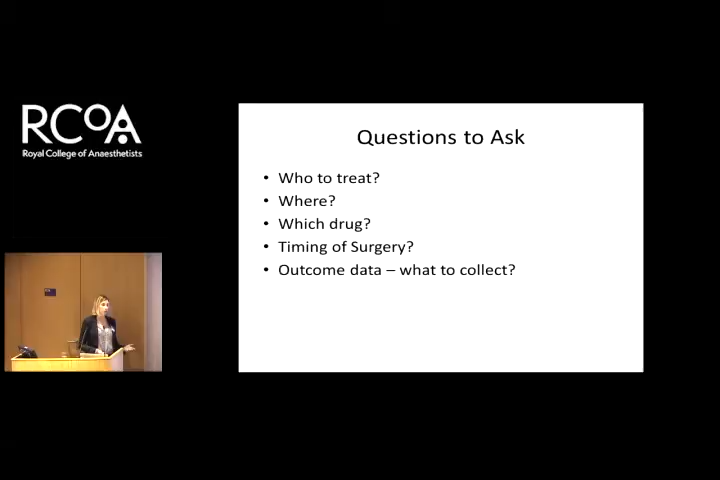 RCOA
Royal College of Anaesthetists
Questions to Ask
• Who to treat?
• Where?
• Which drug?
• Timing of Surgery?
• Outcome data – what to collect?